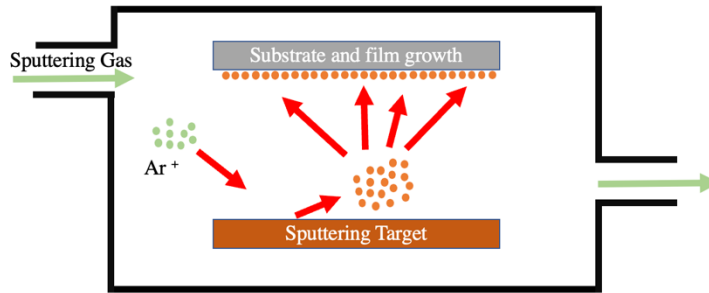 Substrate and film growth
Sputtering Gas
Ar +
Sputtering Target